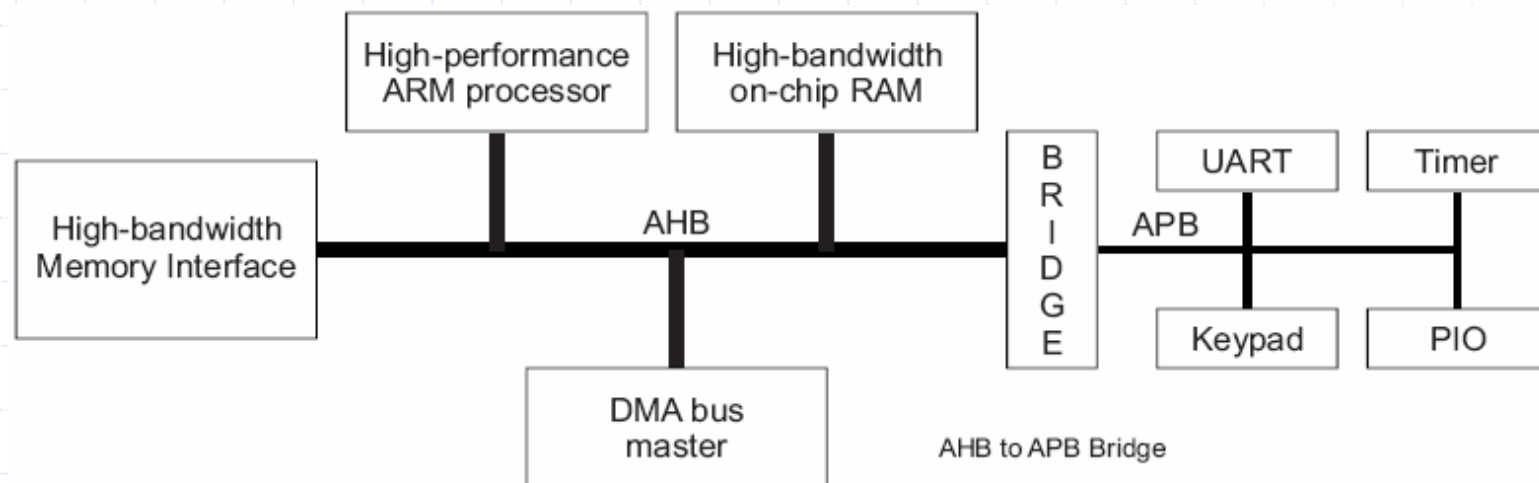 High-performance
ARM processor
High-bandwidth
on-chip RAM
High-bandwidth
Memory Interface
AHB
B
R
I
D
G
E
APB
UART
Timer
Keypad
PIO
DMA bus
master
AHB to APB Bridge